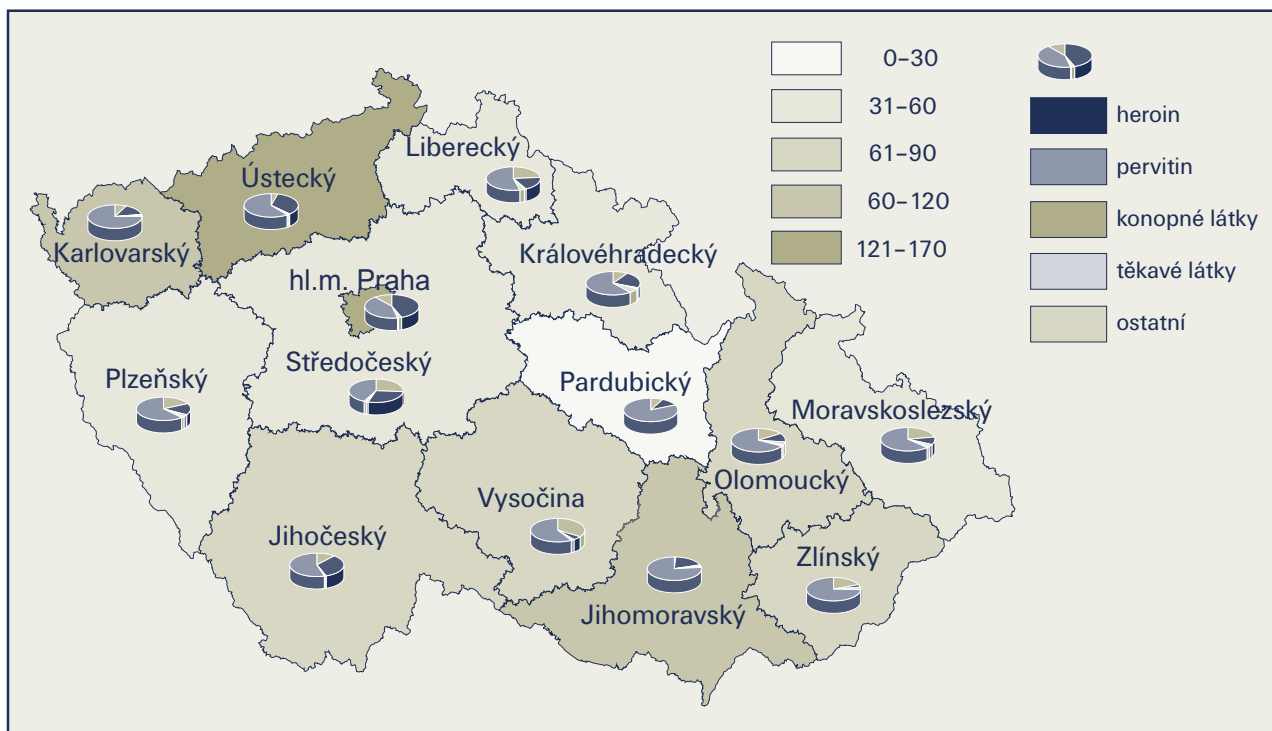 0–30
31–60
61–90
60–120
121–170
heroin
pervitin
konopné látky
těkavé látky
ostatní
Liberecký
Ústecký
Karlovarský
Královéhradecký
hl.m. Praha
Středočeský
Plzeňský
Pardubický
Moravskoslezský
Olomoucký
Vysočina
Jihočeský
Zlínský
Jihomoravský